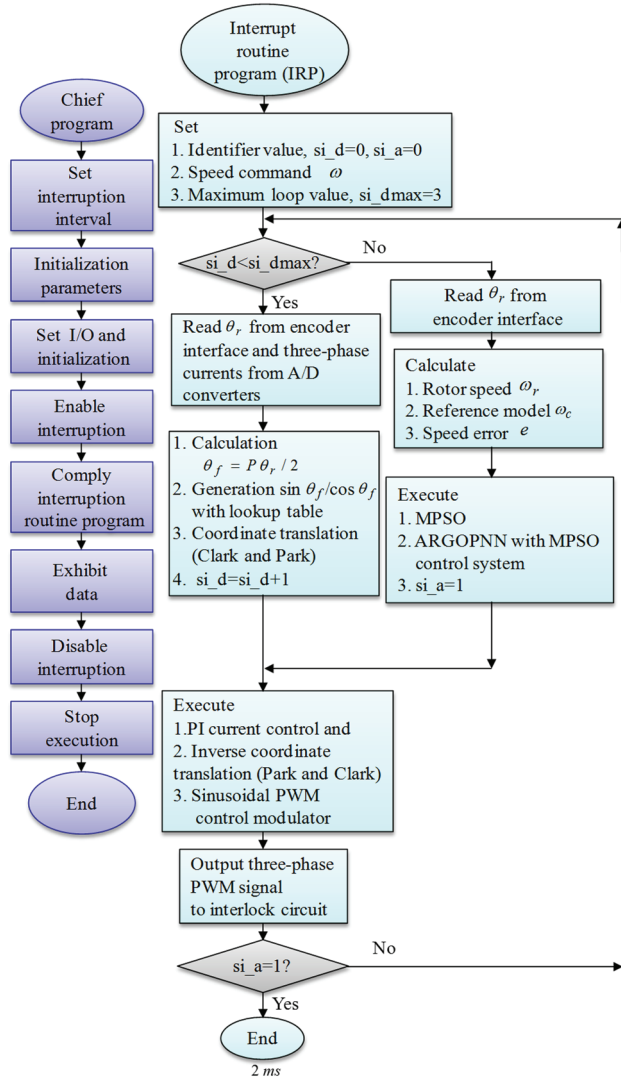 Chief
program
Set
interruption
interval
Initialization
parameters
Set I/O and
initialization
Enable
interruption
Comply
interruption
routine program
Exhibit
data
Disable
interruption
Stop
execution
End
Interrupt
routine
program (IRP)
Set
1. Identifier value, si_d=0, si_a=0
2. Speed command ω
3. Maximum loop value, si_dmax=3
si_d<si_dmax?
No
Yes
Read θr from encoder
interface and three-phase
currents from A/D
converters
1. Calculation
θf = P θr / 2
2. Generation sin θf/cos θf
with lookup table
3. Coordinate translation
(Clark and Park)
4. si_d=si_d+1
Read θr from
encoder interface
Calculate
1. Rotor speed ωr
2. Reference model ωc
3. Speed error e
Execute
1. MPSO
2. ARGOPNN with MPSO
control system
3. si_a=1
Execute
1.PI current control and
2. Inverse coordinate
translation (Park and Clark)
3. Sinusoidal PWM
control modulator
Output three-phase
PWM signal
to interlock circuit
si_a=1?
No
Yes
End
2 ms